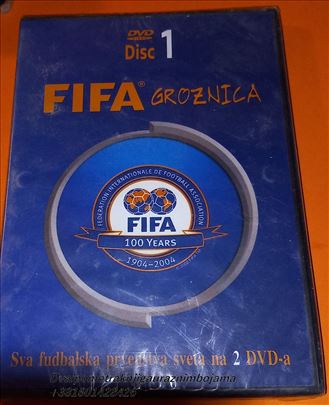 DVD
Disc 1
FIFA® GROZNICA
FEDERATION INTERNATIONALE DE FOOTBALL ASSOCIATION
FIFA
100 YEARS
1904-2004
Sva fudbalska prvenstva sveta na 2 DVD-a